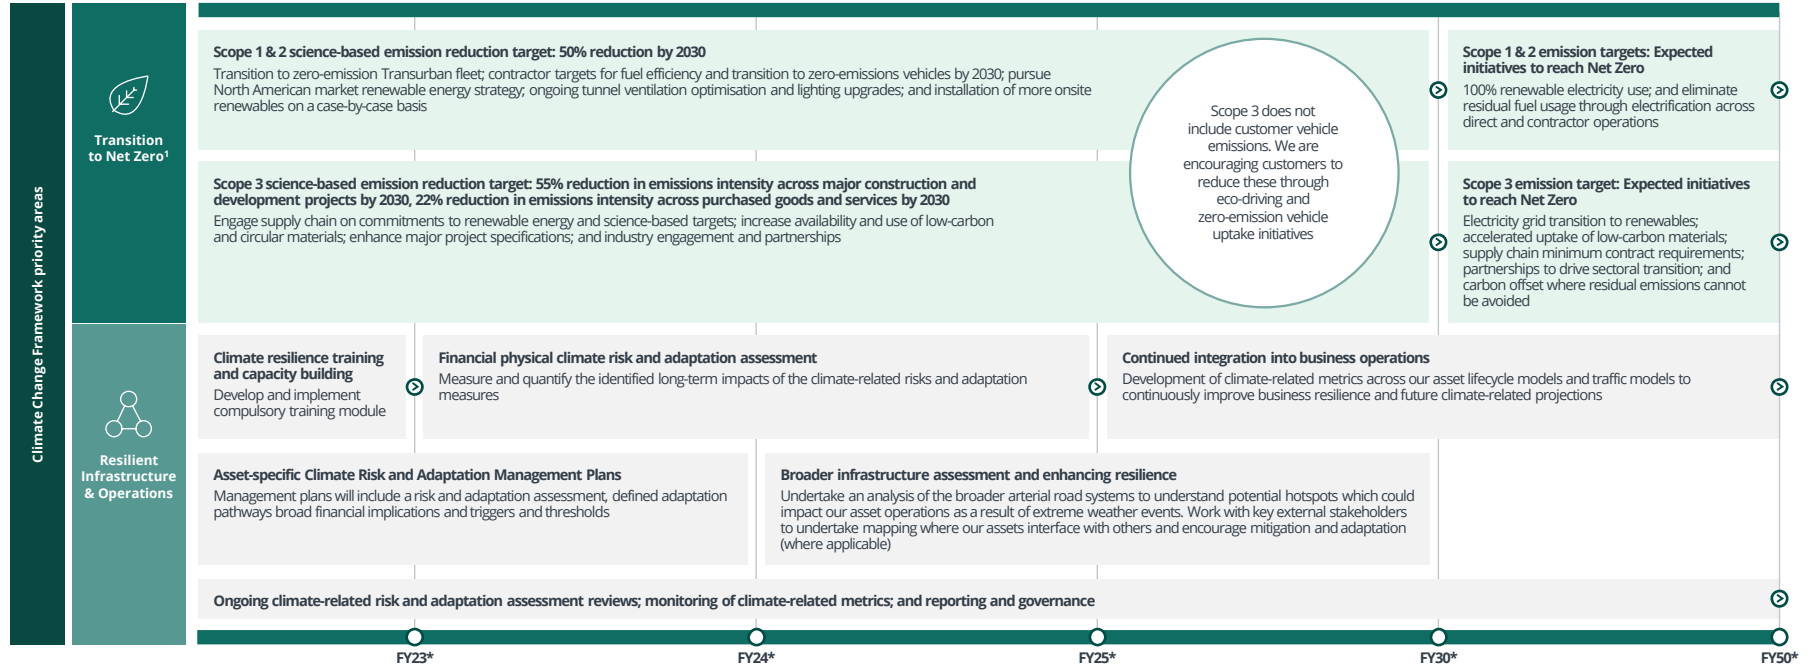 Climate Change Framework priority areas
Transition
to Net Zero¹
Scope 1 & 2 science-based emission reduction target: 50% reduction by 2030
Transition to zero-emission Transurban fleet; contractor targets for fuel efficiency and transition to zero-emissions vehicles by 2030; pursue
North American market renewable energy strategy; ongoing tunnel ventilation optimisation and lighting upgrades; and installation of more onsite
renewables on a case-by-case basis
Scope 1 & 2 emission targets: Expected
initiatives to reach Net Zero
100% renewable electricity use; and eliminate
residual fuel usage through electrification across
direct and contractor operations
Scope 3 does not
include customer vehicle
emissions. We are
encouraging customers to
reduce these through
eco-driving and
zero-emission vehicle
uptake initiatives
Scope 3 science-based emission reduction target: 55% reduction in emissions intensity across major construction and
development projects by 2030, 22% reduction in emissions intensity across purchased goods and services by 2030
Engage supply chain on commitments to renewable energy and science-based targets; increase availability and use of low-carbon
and circular materials; enhance major project specifications; and industry engagement and partnerships
Scope 3 emission target: Expected initiatives
to reach Net Zero
Electricity grid transition to renewables;
accelerated uptake of low-carbon materials;
supply chain minimum contract requirements;
partnerships to drive sectoral transition; and
carbon offset where residual emissions cannot
be avoided
Resilient
Infrastructure
& Operations
Climate resilience training
and capacity building
Develop and implement
compulsory training module
Financial physical climate risk and adaptation assessment
Measure and quantify the identified long-term impacts of the climate-related risks and adaptation
measures
Continued integration into business operations
Development of climate-related metrics across our asset lifecycle models and traffic models to
continuously improve business resilience and future climate-related projections
Asset-specific Climate Risk and Adaptation Management Plans
Management plans will include a risk and adaptation assessment, defined adaptation
pathways broad financial implications and triggers and thresholds
Broader infrastructure assessment and enhancing resilience
Undertake an analysis of the broader arterial road systems to understand potential hotspots which could
impact our asset operations as a result of extreme weather events. Work with key external stakeholders
to undertake mapping where our assets interface with others and encourage mitigation and adaptation
(where applicable)
Ongoing climate-related risk and adaptation assessment reviews; monitoring of climate-related metrics; and reporting and governance
FY23*
FY24*
FY25*
FY30*
FY50*